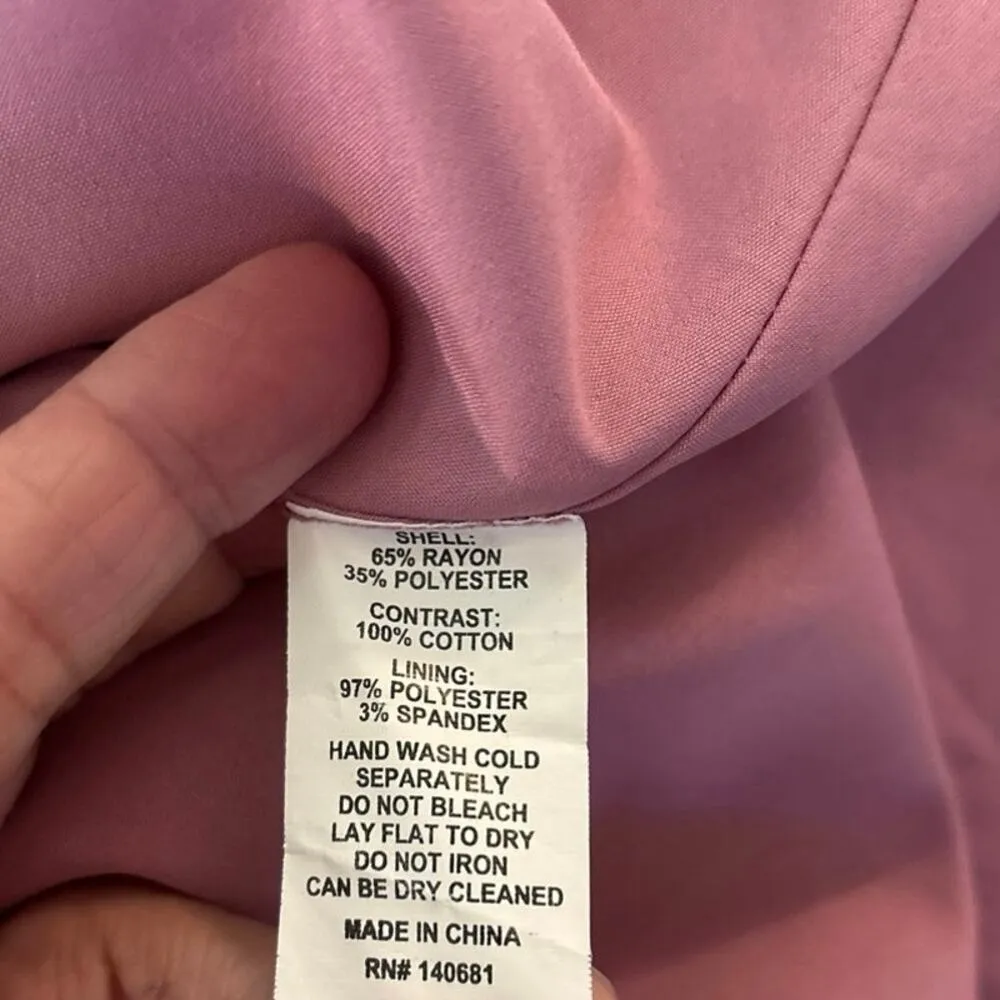 SHELL:
65% RAYON
35% POLYESTER
CONTRAST:
100% COTTON
LINING:
97% POLYESTER
3% SPANDEX
HAND WASH COLD
SEPARATELY
DO NOT BLEACH
LAY FLAT TO DRY
DO NOT IRON
CAN BE DRY CLEANED
MADE IN CHINA
RN# 140681